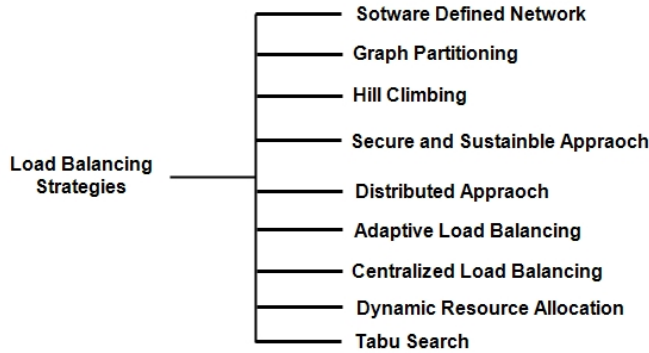 Sotware Defined Network
Graph Partitioning
Hill Climbing
Secure and Sustainble Appraoch
Load Balancing
Strategies
Distributed Appraoch
Adaptive Load Balancing
Centralized Load Balancing
Dynamic Resource Allocation
Tabu Search